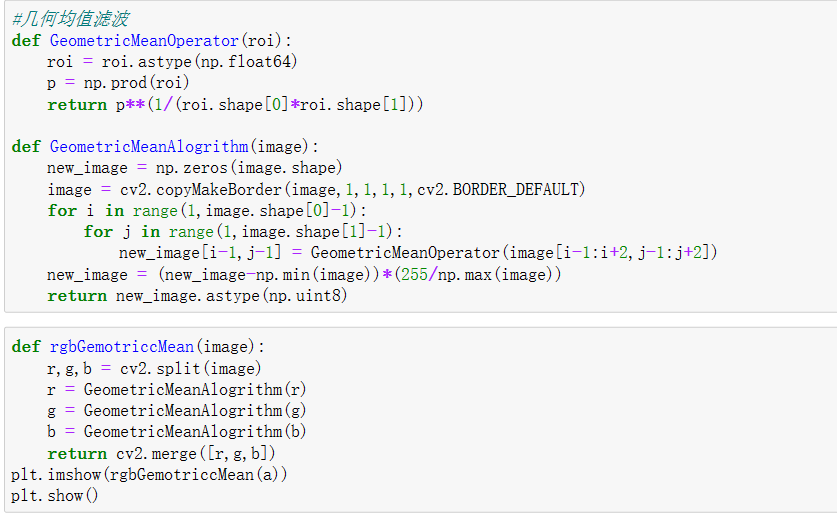 #几何均值滤波
def GeometricMeanOperator(roi):
    roi = roi.astype(np.float64)
    p = np.prod(roi)
    return p**(1/(roi.shape[0]*roi.shape[1]))
def GeometricMeanAlogrithm(image):
    new_image = np.zeros(image.shape)
    image = cv2.copyMakeBorder(image,1,1,1,1,cv2.BORDER_DEFAULT)
    for i in range(1,image.shape[0]-1):
        for j in range(1,image.shape[1]-1):
            new_image[i-1,j-1] = GeometricMeanOperator(image[i-1:i+2,j-1:j+2])
    new_image = (new_image-np.min(image))*(255/np.max(image))
    return new_image.astype(np.uint8)
def rgbGemotriccMean(image):
    r,g,b = cv2.split(image)
    r = GeometricMeanAlogrithm(r)
    g = GeometricMeanAlogrithm(g)
    b = GeometricMeanAlogrithm(b)
    return cv2.merge([r,g,b])
plt.imshow(rgbGemotriccMean(a))
plt.show()